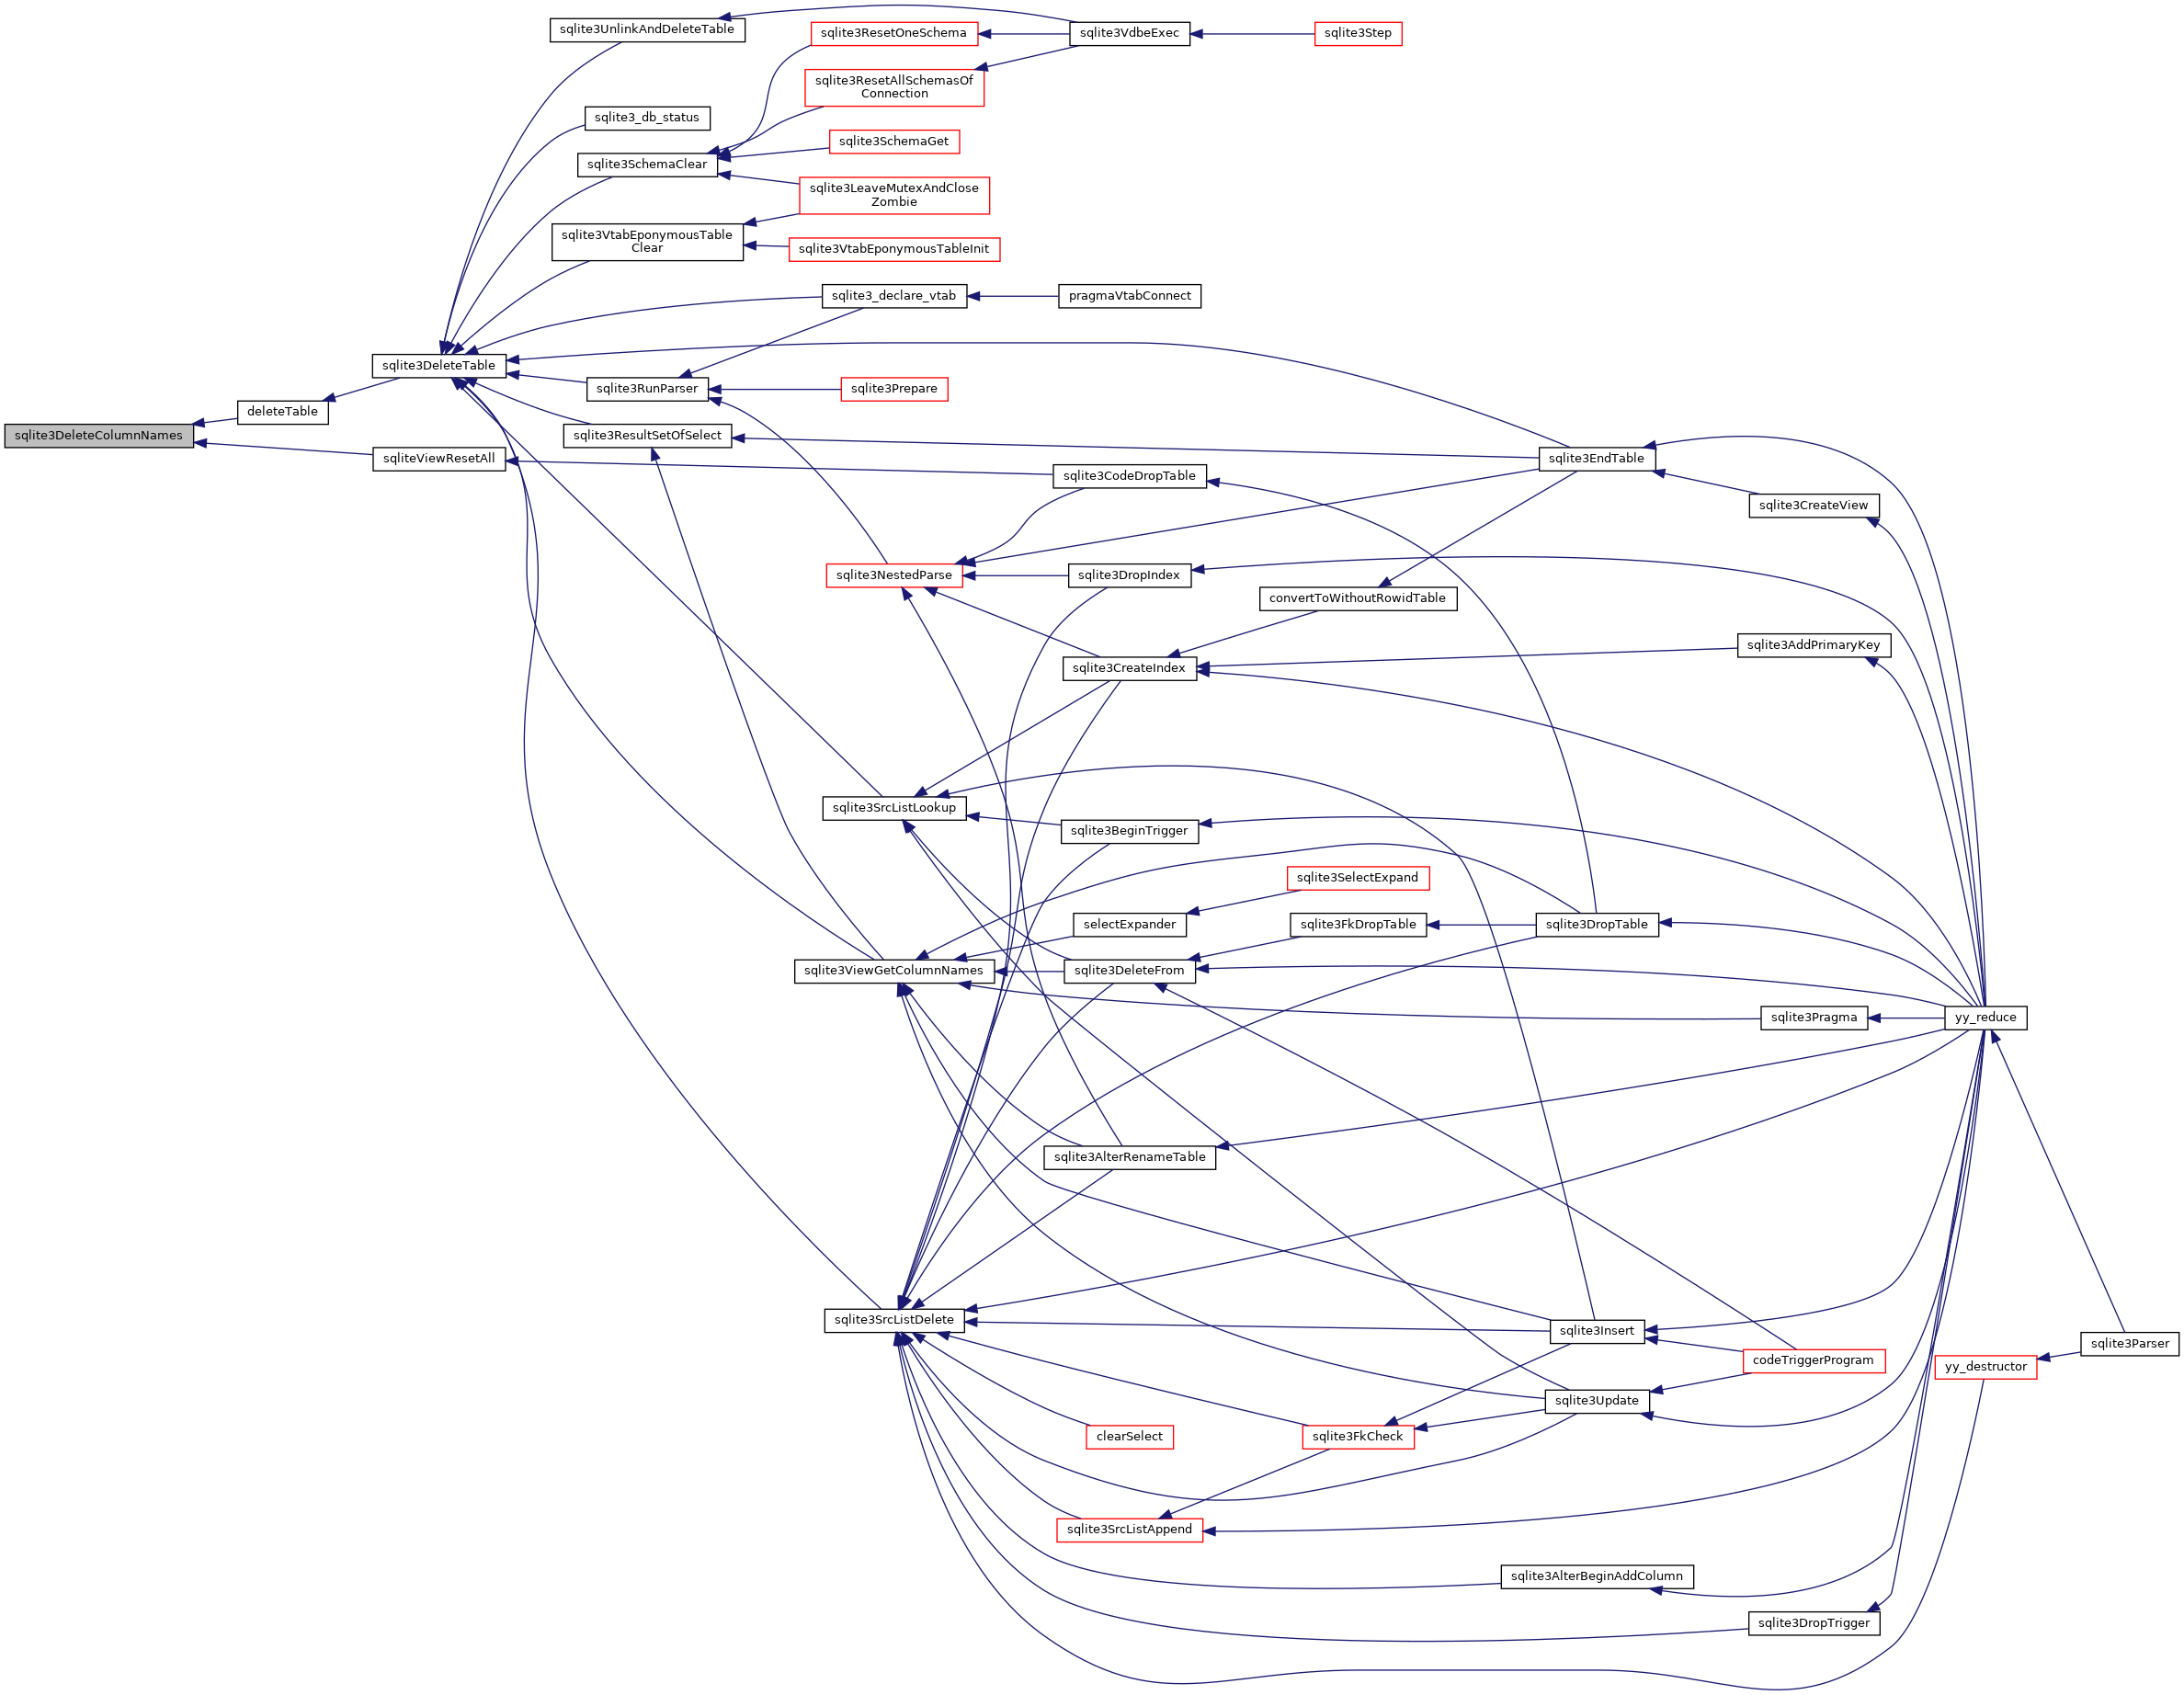 sqlite3UnlinkAndDeleteTable
sqlite3ResetOneSchema
sqlite3VdbeExec
sqlite3Step
sqlite3ResetAllSchemasOf
Connection
sqlite3_db_status
sqlite3SchemaClear
sqlite3SchemaGet
sqlite3LeaveMutexAndClose
Zombie
sqlite3VtabEponymousTable
Clear
sqlite3VtabEponymousTableInit
sqlite3_declare_vtab
pragmaVtabConnect
sqlite3DeleteTable
sqlite3RunParser
sqlite3Prepare
deleteTable
sqlite3DeleteColumnNames
sqlite3ResultSetOfSelect
sqliteViewResetAll
sqlite3EndTable
sqlite3CodeDropTable
sqlite3CreateView
sqlite3NestedParse
sqlite3DropIndex
convertToWithoutRowidTable
sqlite3CreateIndex
sqlite3AddPrimaryKey
sqlite3SrcListLookup
sqlite3BeginTrigger
sqlite3SelectExpand
selectExpander
sqlite3FkDropTable
sqlite3DropTable
sqlite3ViewGetColumnNames
sqlite3DeleteFrom
sqlite3Pragma
yy_reduce
sqlite3AlterRenameTable
sqlite3SrcListDelete
sqlite3Insert
sqlite3Parser
codeTriggerProgram
yy_destructor
sqlite3Update
clearSelect
sqlite3FkCheck
sqlite3SrcListAppend
sqlite3AlterBeginAddColumn
sqlite3DropTrigger